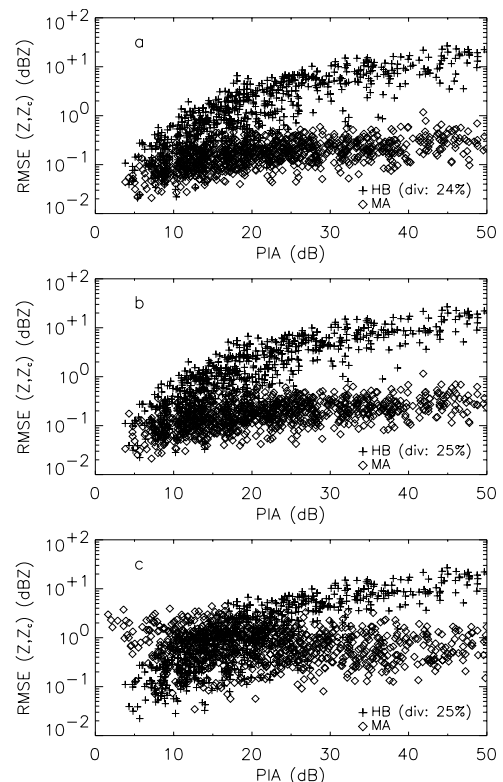 10+2
10+1
10 0
10−1
10−2
RMSE (Z,Zc) (dBZ)
a
+ HB (div: 24%)
◇ MA
0 10 20 30 40 50
PIA (dB)
10+2
10+1
10 0
10−1
10−2
RMSE (Z,Zc) (dBZ)
b
+ HB (div: 25%)
◇ MA
0 10 20 30 40 50
PIA (dB)
10+2
10+1
10 0
10−1
10−2
RMSE (Z,Zc) (dBZ)
c
+ HB (div: 25%)
◇ MA
0 10 20 30 40 50
PIA (dB)